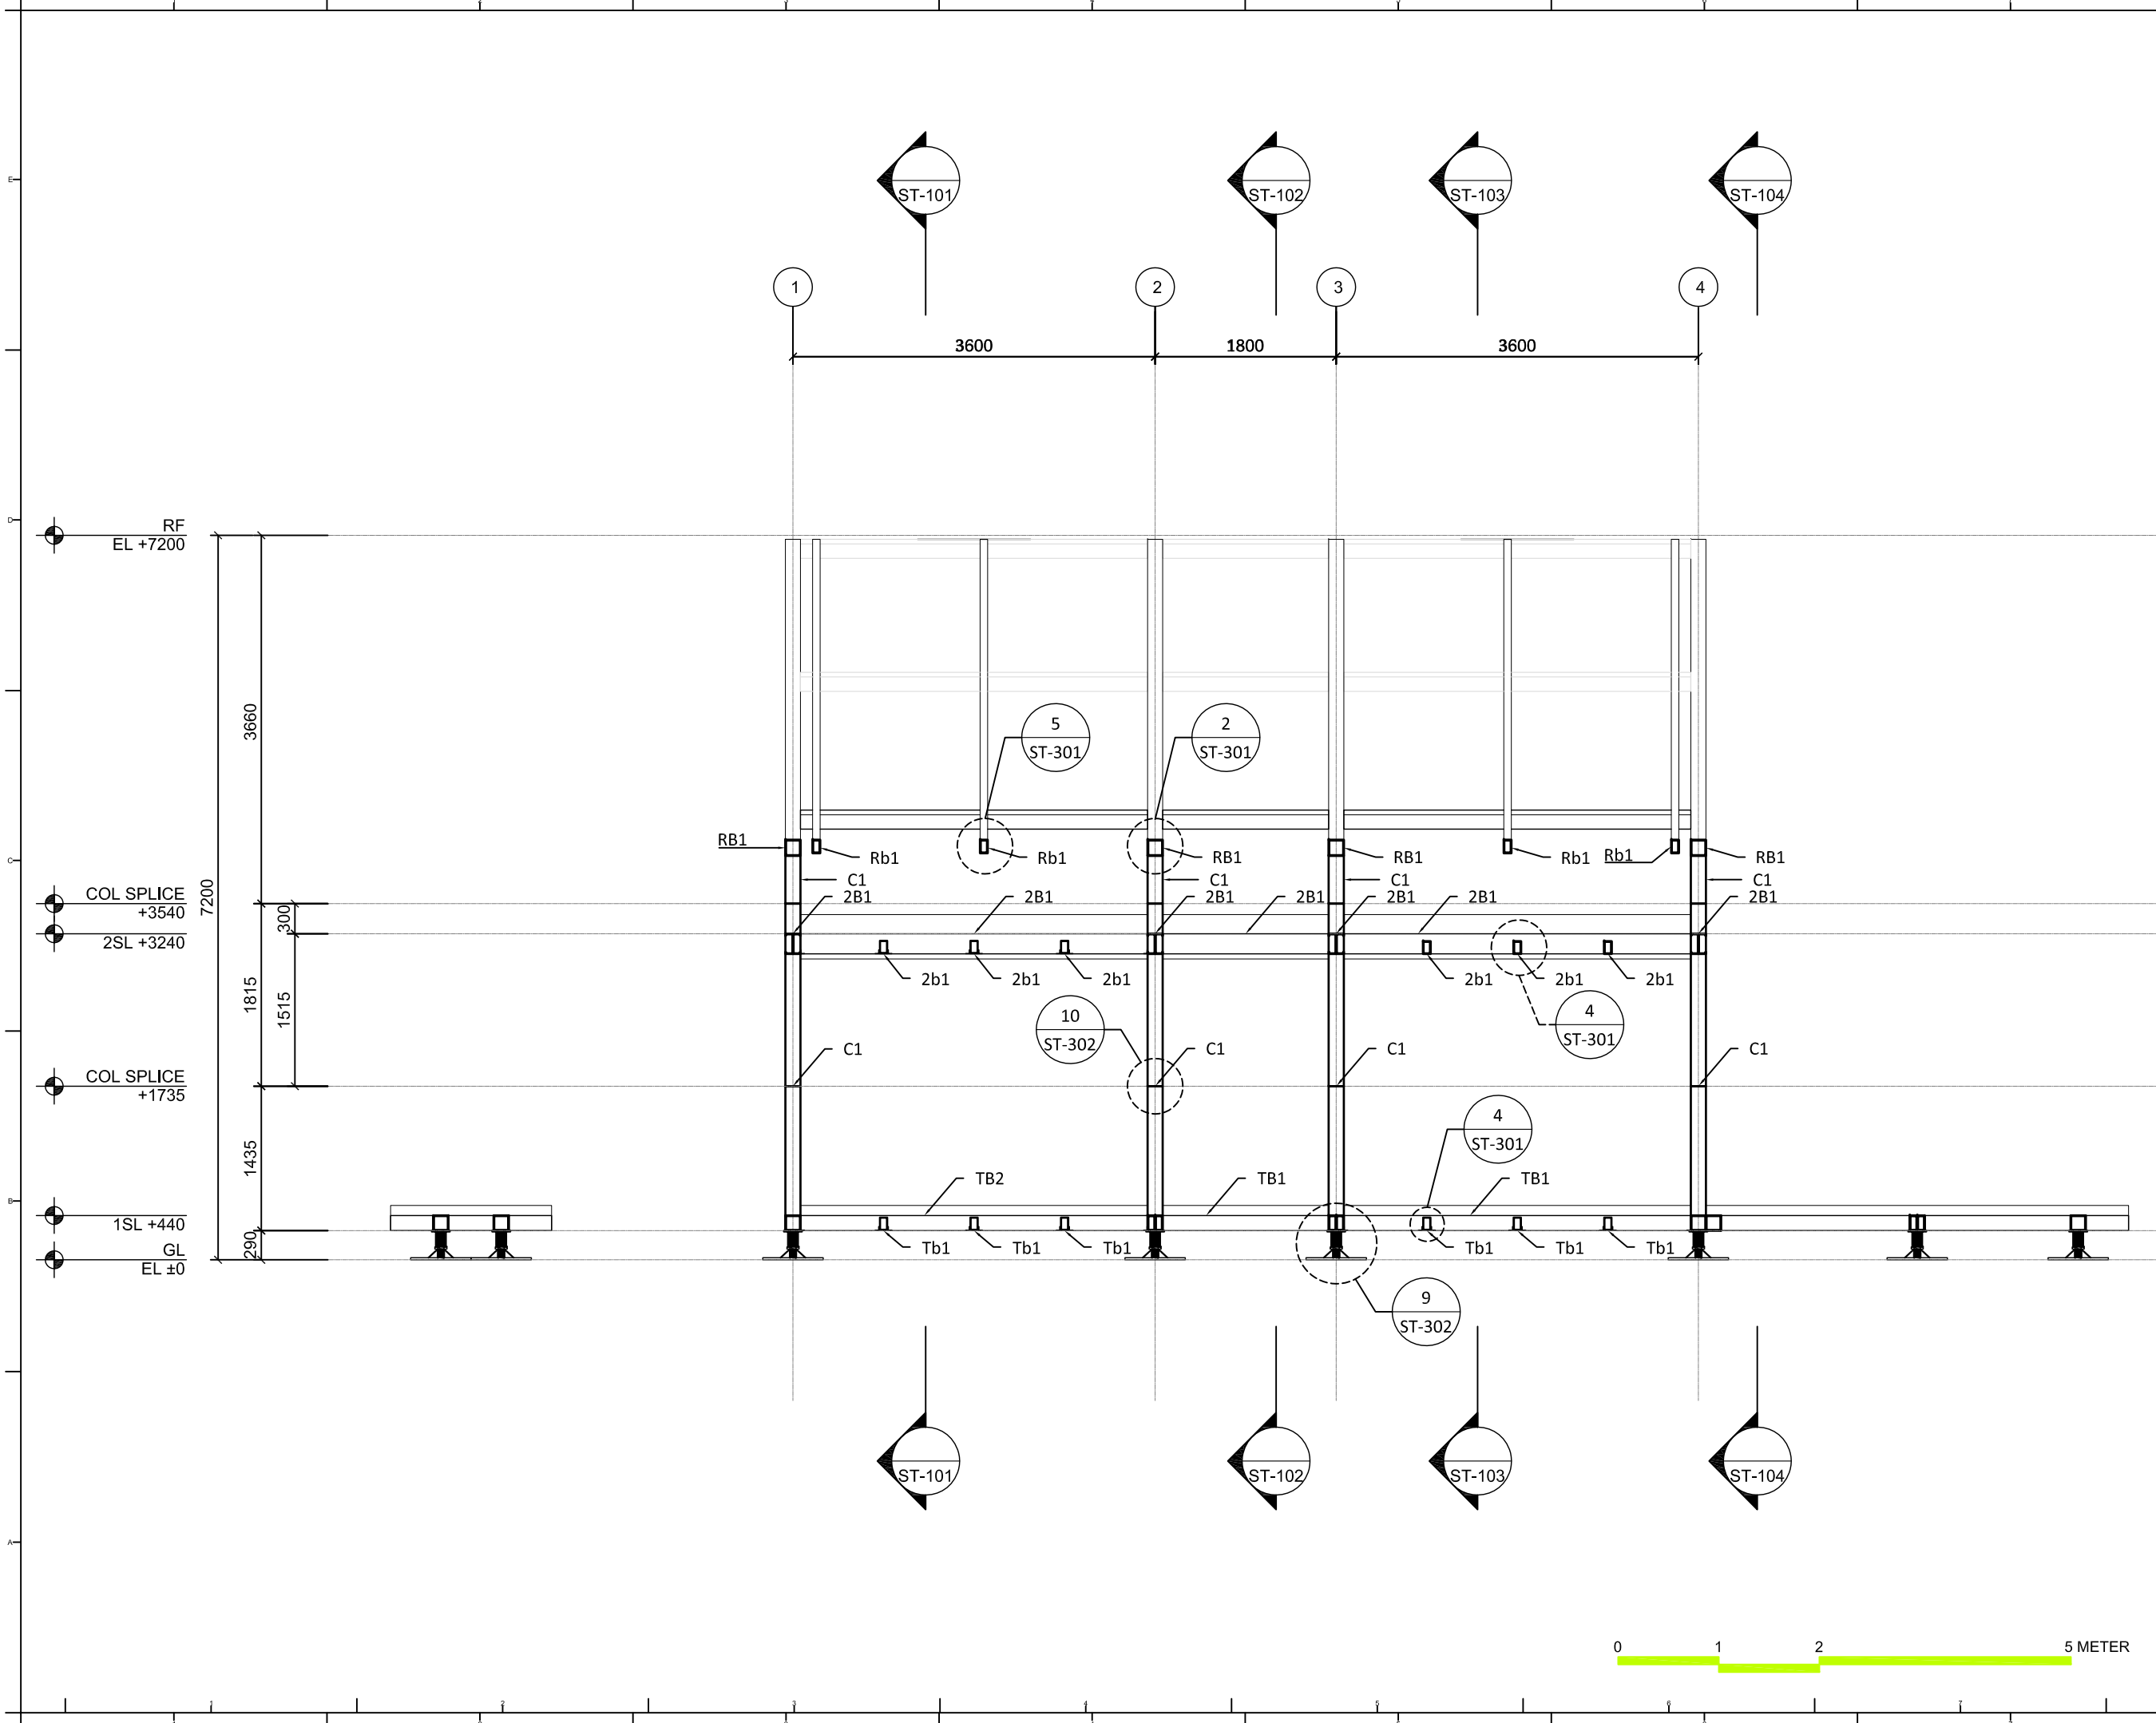 ST-101 ST-102 ST-103 ST-104
1 2 3 4
3600 1800 3600
RF
EL +7200
3660
7200
5
ST-301
2
ST-301
RB1 Rb1 Rb1 RB1 RB1 Rb1 Rb1 RB1
C1 C1 C1 C1
COL SPLICE
+3540
2B1 2B1 2B1 2B1 2B1 2B1 2B1
300
2SL +3240
2b1 2b1 2b1 2b1 2b1 2b1
1815
1515
10
ST-302
4
ST-301
C1 C1 C1 C1
COL SPLICE
+1735
1435
4
ST-301
TB2 TB1 TB1
1SL +440
290
Tb1 Tb1 Tb1 Tb1 Tb1 Tb1
GL
EL ±0
9
ST-302
ST-101 ST-102 ST-103 ST-104
0 1 2 5 METER
E
D
C
B
A